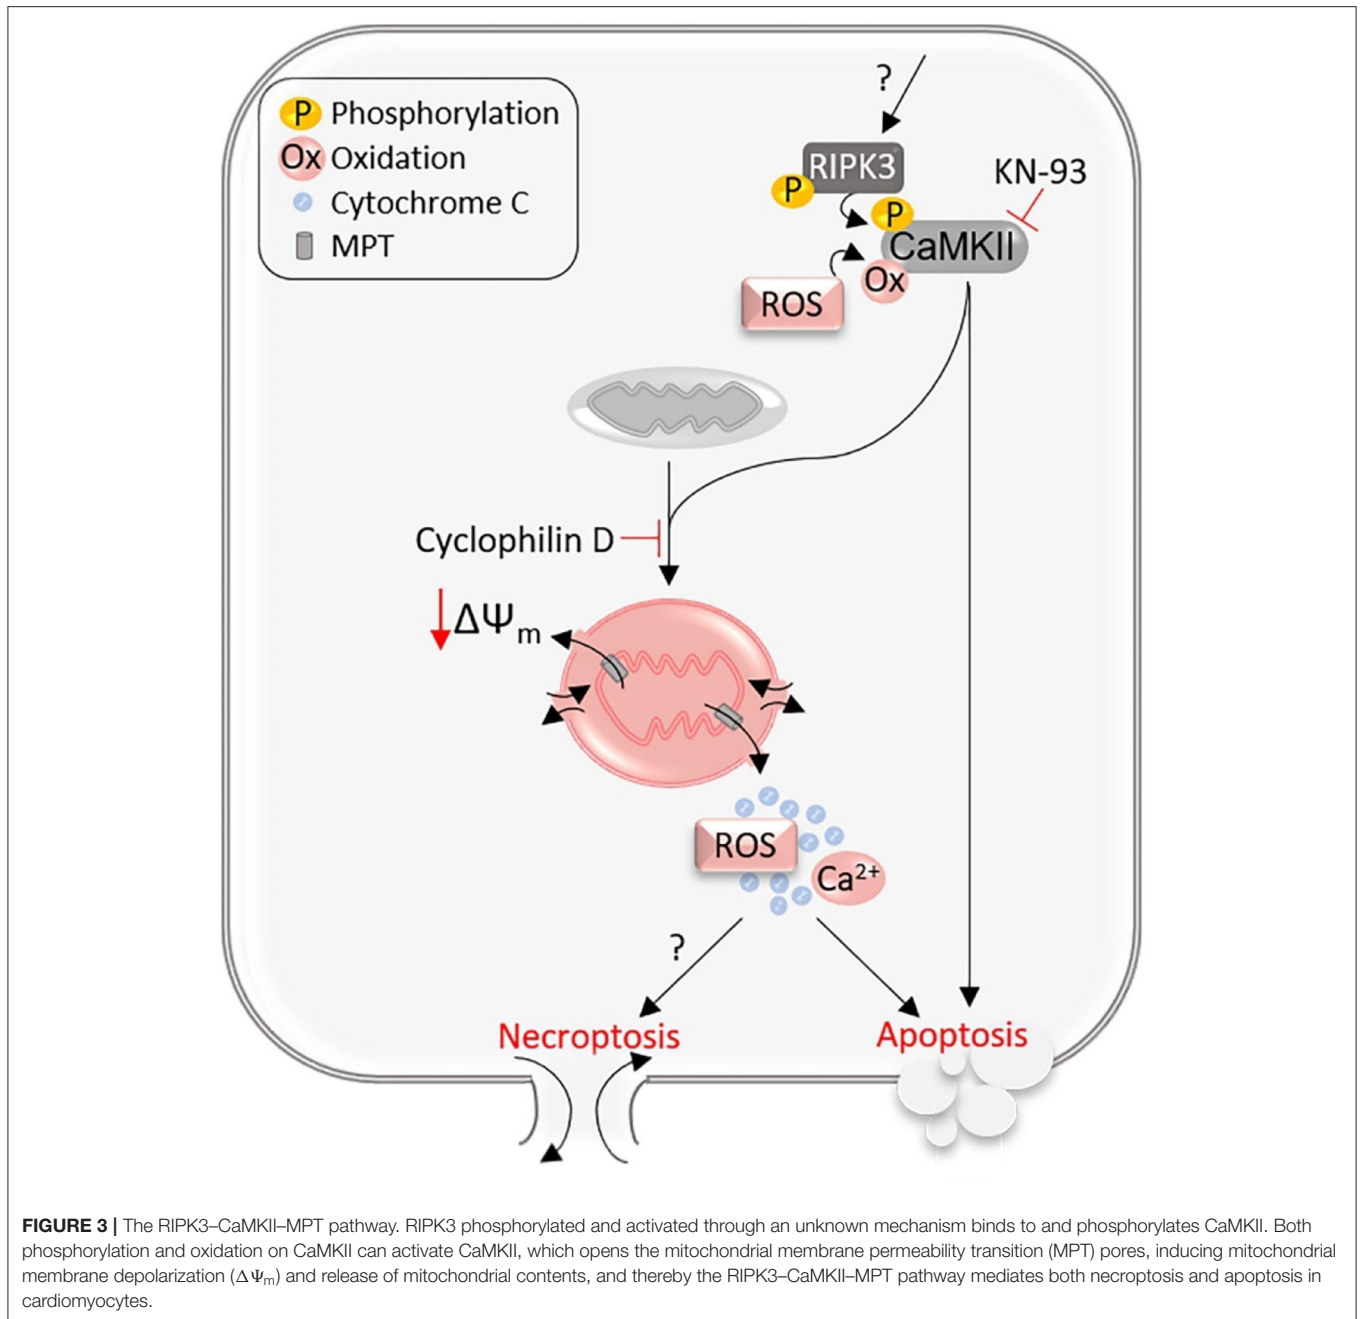 ?
P Phosphorylation
Ox Oxidation
Cytochrome C
MPT
RIPK3
P
KN-93
P
CaMKII
Ox
ROS
Cyclophilin D
ΔΨm
ROS
Ca2+
?
Necroptosis
Apoptosis
FIGURE 3 | The RIPK3–CaMKII–MPT pathway. RIPK3 phosphorylated and activated through an unknown mechanism binds to and phosphorylates CaMKII. Both
phosphorylation and oxidation on CaMKII can activate CaMKII, which opens the mitochondrial membrane permeability transition (MPT) pores, inducing mitochondrial
membrane depolarization (ΔΨm) and release of mitochondrial contents, and thereby the RIPK3–CaMKII–MPT pathway mediates both necroptosis and apoptosis in
cardiomyocytes.